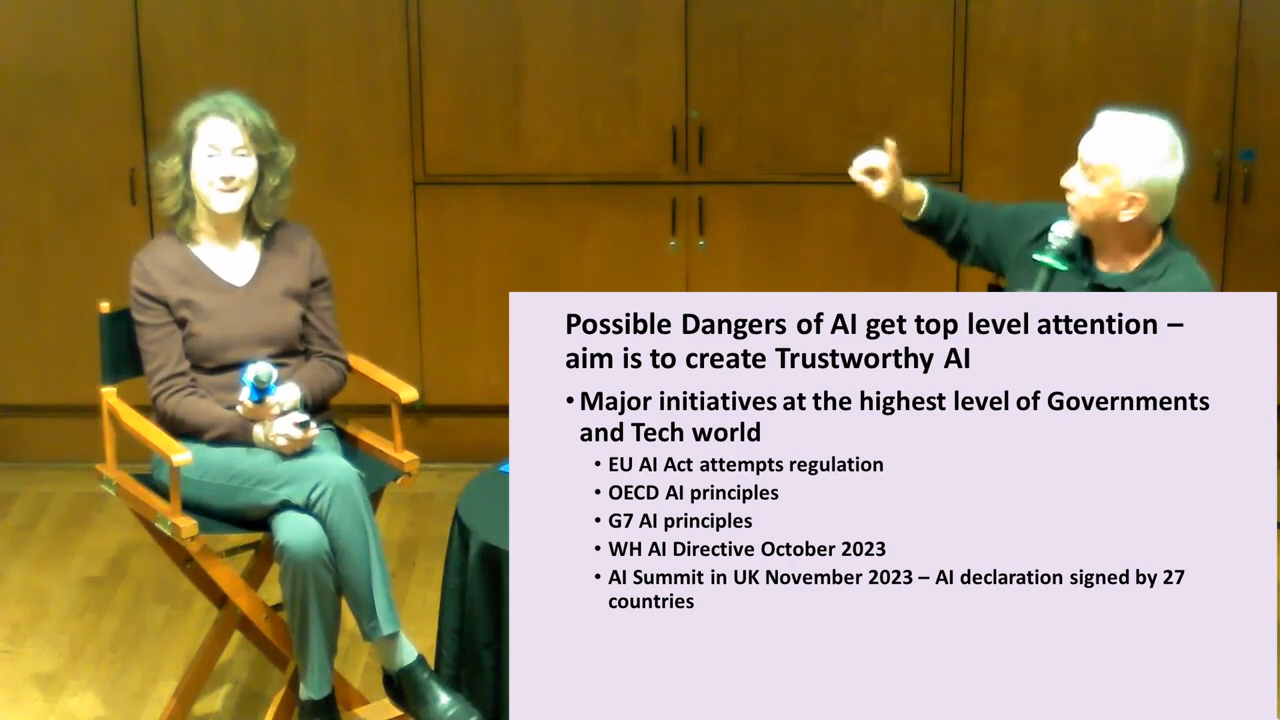 Possible Dangers of AI get top level attention –
aim is to create Trustworthy AI
• Major initiatives at the highest level of Governments
and Tech world
• EU AI Act attempts regulation
• OECD AI principles
• G7 AI principles
• WH AI Directive October 2023
• AI Summit in UK November 2023 – AI declaration signed by 27
countries